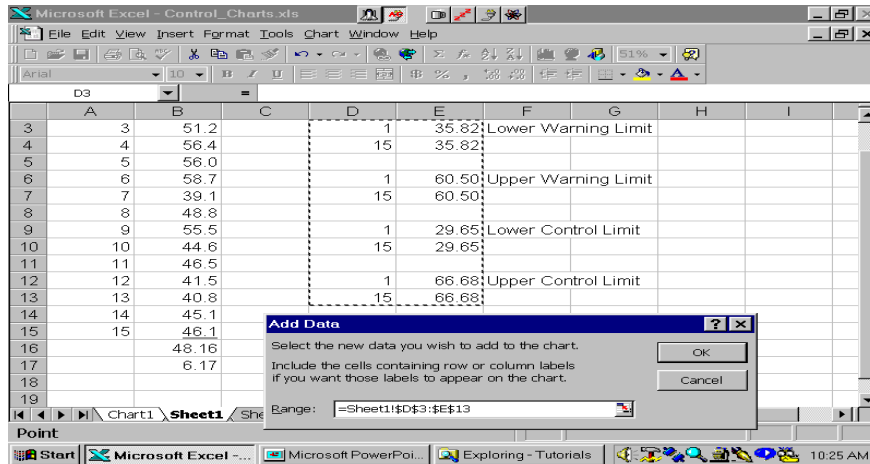 Microsoft Excel - Control_Charts.xls
File Edit View Insert Format Tools Chart Window Help
51%
Arial 10 B I U
D3 =
A B C D E F G H I
3 3 51.2 1 35.82 Lower Warning Limit
4 4 56.4 15 35.82
5 5 56.0
6 6 58.7 1 60.50 Upper Warning Limit
7 7 39.1 15 60.50
8 8 48.8
9 9 55.5 1 29.65 Lower Control Limit
10 10 44.6 15 29.65
11 11 46.5
12 12 41.5 1 66.68 Upper Control Limit
13 13 40.8 15 66.68
14 14 45.1
15 15 46.1
16 48.16
17 6.17
18
19
Add Data
Select the new data you wish to add to the chart.
Include the cells containing row or column labels
if you want those labels to appear on the chart.
Range: =Sheet1!$D$3:$E$13
OK
Cancel
Chart1 Sheet1 She
Point
Start Microsoft Excel -... Microsoft PowerPoi... Exploring - Tutorials 10:25 AM